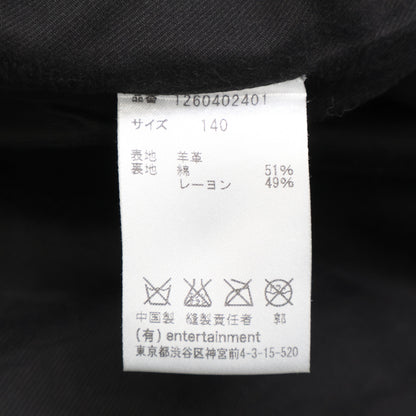 品番 1260402401
サイズ 140
表地 羊革
裏地 綿 51%
レーヨン 49%
中国製 縫製責任者 郭
(有) entertainment
東京都渋谷区神宮前4-3-15-520